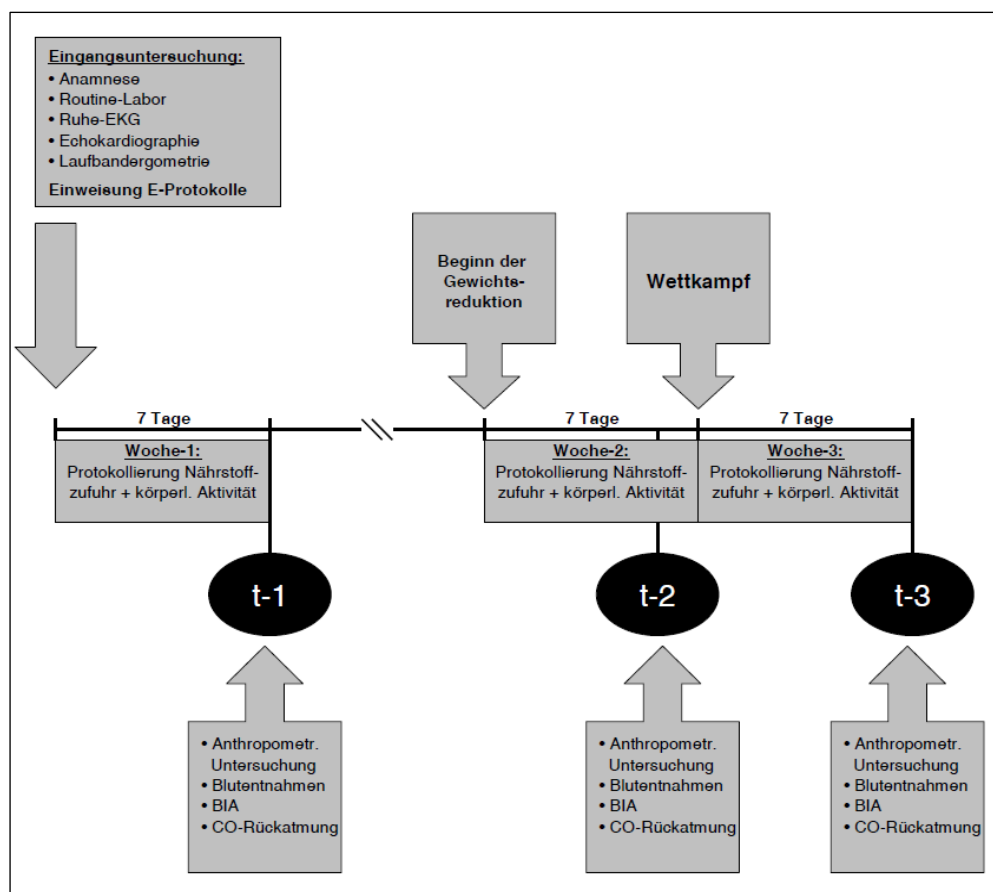 Eingangsuntersuchung:
• Anamnese
• Routine-Labor
• Ruhe-EKG
• Echokardiographie
• Laufbandergometrie
Einweisung E-Protokolle
Beginn der
Gewichts-
reduktion
Wettkampf
7 Tage
7 Tage
7 Tage
Woche-1:
Protokollierung Nährstoff-
zufuhr + körperl. Aktivität
Woche-2:
Protokollierung Nährstoff-
zufuhr + körperl. Aktivität
Woche-3:
Protokollierung Nährstoff-
zufuhr + körperl. Aktivität
t-1
t-2
t-3
• Anthropometr.
Untersuchung
• Blutentnahmen
• BIA
• CO-Rückatmung
• Anthropometr.
Untersuchung
• Blutentnahmen
• BIA
• CO-Rückatmung
• Anthropometr.
Untersuchung
• Blutentnahmen
• BIA
• CO-Rückatmung